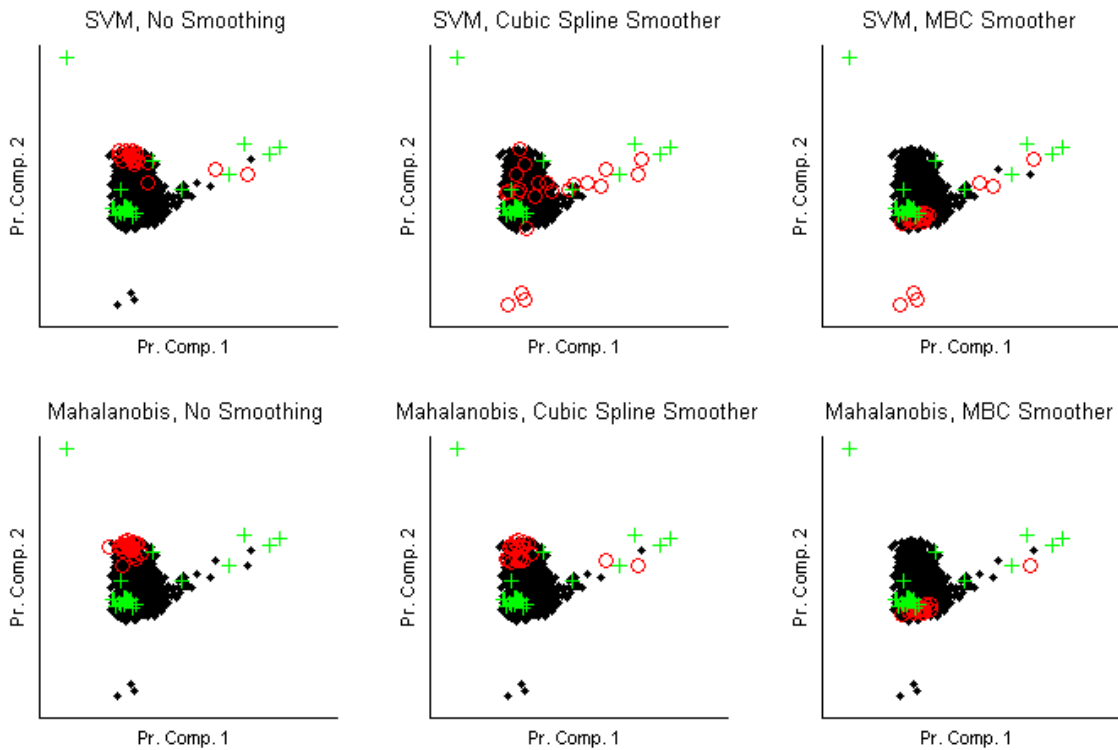 SVM, No Smoothing
SVM, Cubic Spline Smoother
SVM, MBC Smoother
Pr. Comp. 2
Pr. Comp. 2
Pr. Comp. 2
Pr. Comp. 1
Pr. Comp. 1
Pr. Comp. 1
Mahalanobis, No Smoothing
Mahalanobis, Cubic Spline Smoother
Mahalanobis, MBC Smoother
Pr. Comp. 2
Pr. Comp. 2
Pr. Comp. 2
Pr. Comp. 1
Pr. Comp. 1
Pr. Comp. 1